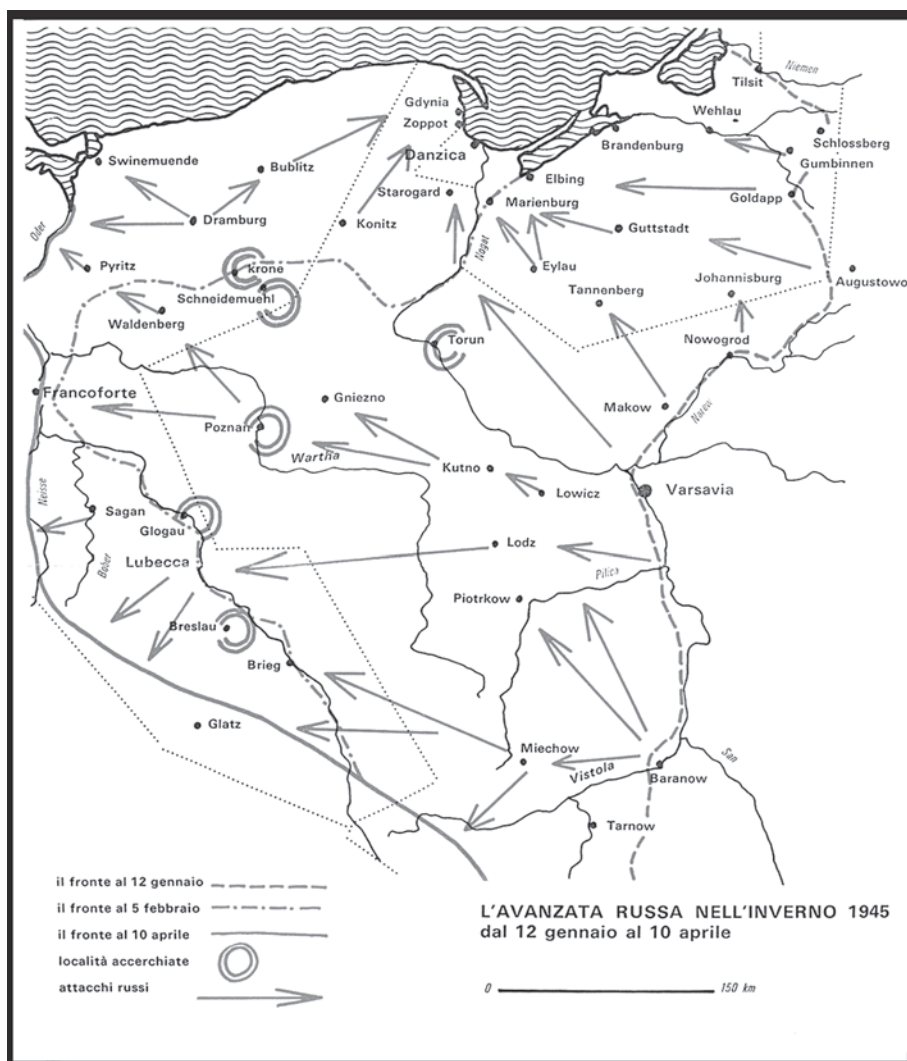 Niemen
Tilsit
Gdynia
Zoppot
Wehlau
Danzica
Brandenburg
Schlossberg
Gumbinnen
Swinemuende
Bublitz
Elbing
Starogard
Marienburg
Goldapp
Oder
Dramburg
Konitz
Guttstadt
Nogat
Pyritz
krone
Eylau
Johannisburg
Augustowo
Schneidemuehl
Tannenberg
Waldenberg
Torun
Nowogrod
Francoforte
Gniezno
Makow
Narew
Poznan
Wartha
Kutno
Neisse
Lowicz
Varsavia
Sagan
Glogau
Bober
Lubecca
Lodz
Pilica
Piotrkow
Breslau
Brieg
Glatz
Miechow
Vistola
Baranow
San
Tarnow
il fronte al 12 gennaio
il fronte al 5 febbraio
il fronte al 10 aprile
località accerchiate
attacchi russi
L'AVANZATA RUSSA NELL'INVERNO 1945
dal 12 gennaio al 10 aprile
0 150 km